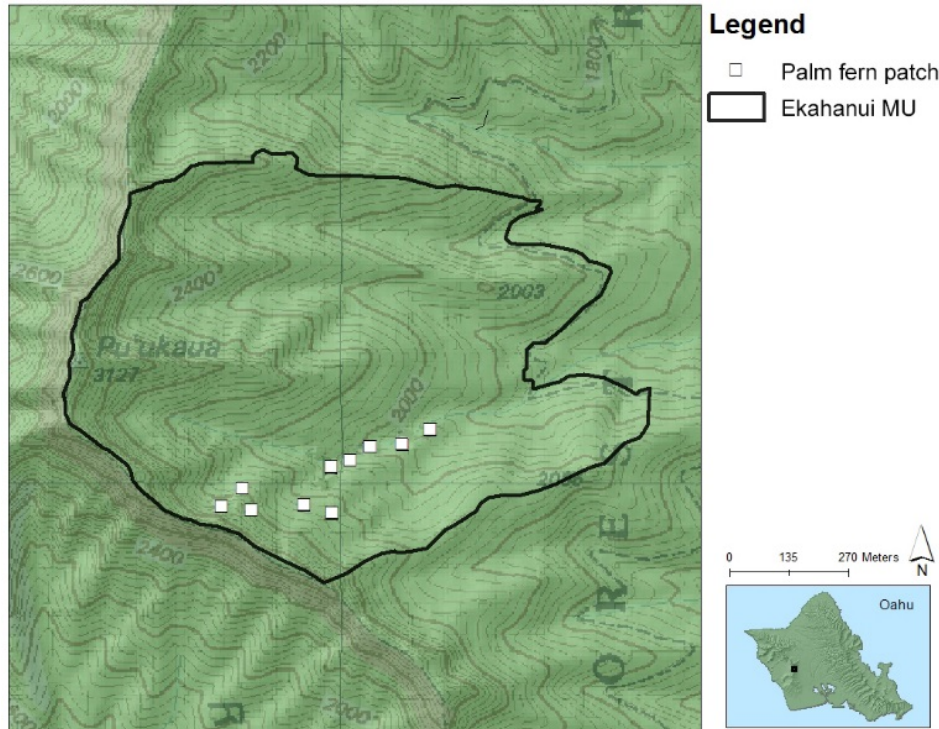 2200
1800
R
2000
2600
2400
2003
Pu'ukaua
3127
2000
S
E
2400
R
O
2000
R
Legend
Palm fern patch
Ekahanui MU
0 135 270 Meters
N
Oahu